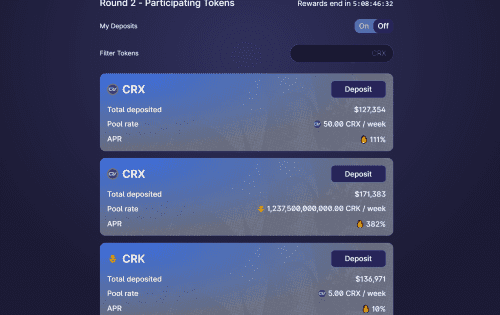 Round 2 - Participating Tokens
Rewards end in 5:08:46:32
My Deposits
On Off
Filter Tokens
CRX
CRX
Deposit
Total deposited
$127,354
Pool rate
50.00 CRX / week
APR
111%
CRX
Deposit
Total deposited
$171,383
Pool rate
1,237,500,000,000.00 CRK / week
APR
382%
CRK
Deposit
Total deposited
$136,971
Pool rate
5.00 CRX / week
APR
10%